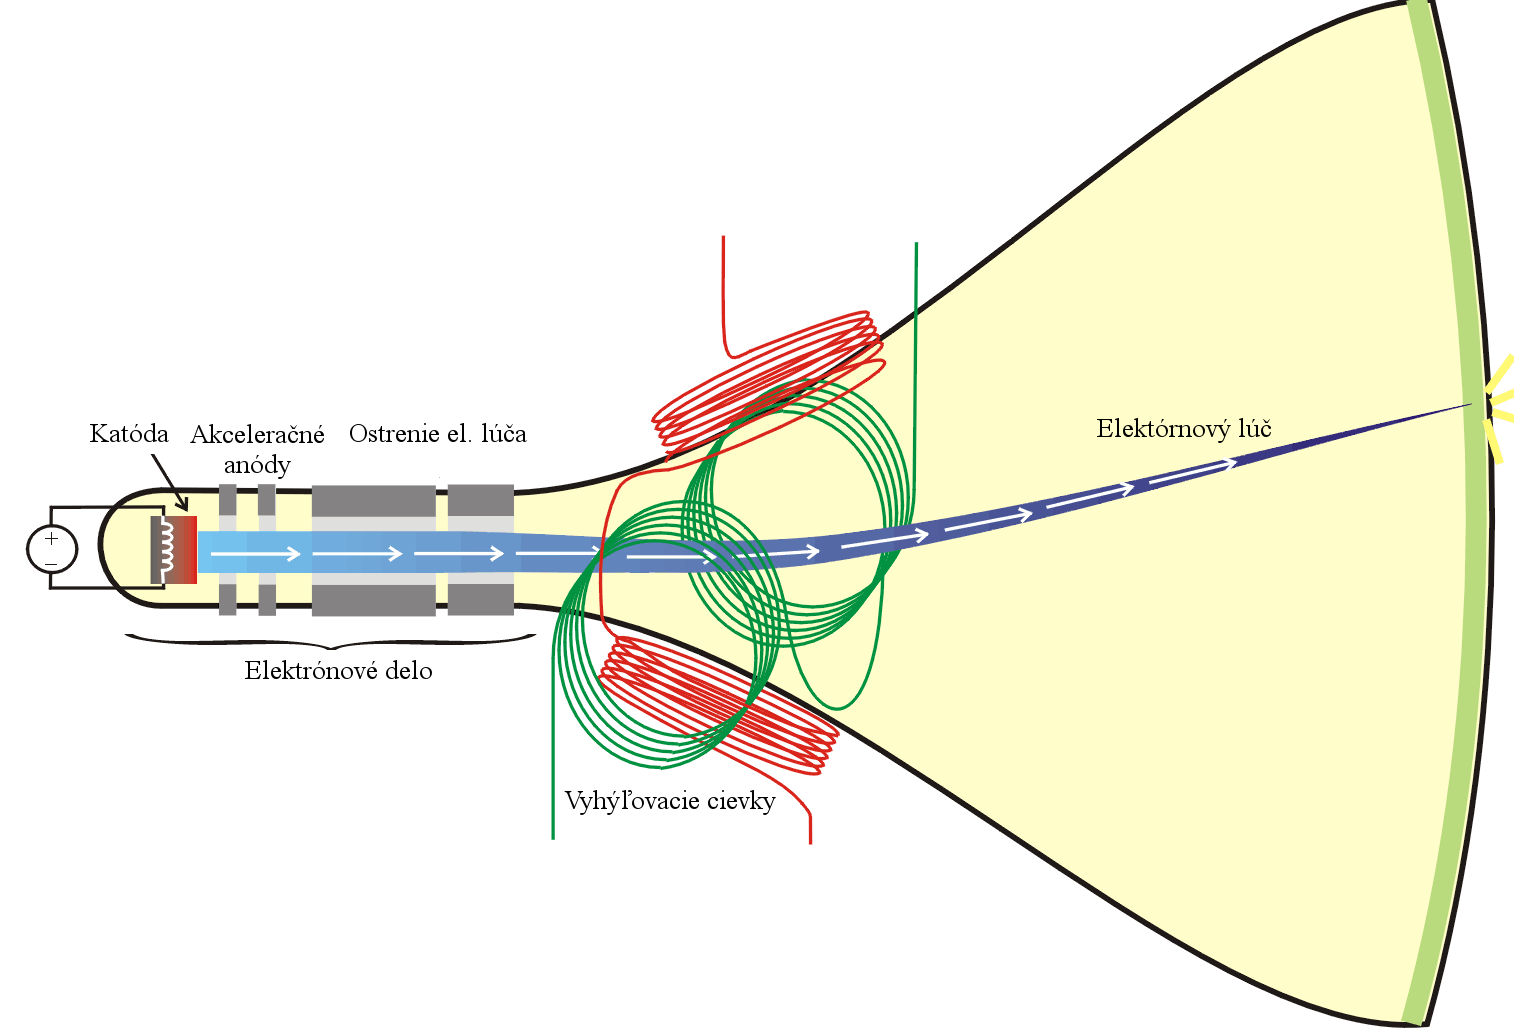 Katóda
Akceleračné
anódy
Ostrenie el. lúča
+
−
Elektrónové delo
Vyhýľovacie cievky
Elektórnový lúč